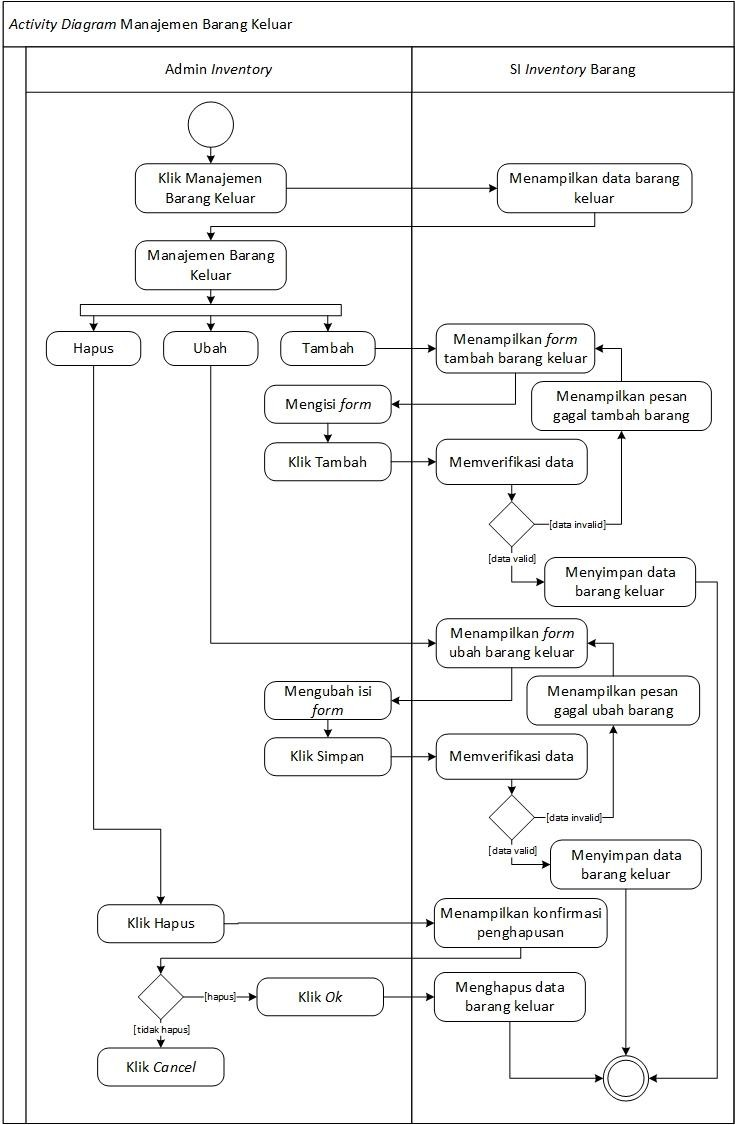 Activity Diagram Manajemen Barang Keluar
Admin Inventory
SI Inventory Barang
Klik Manajemen
Barang Keluar
Menampilkan data barang
keluar
Manajemen Barang
Keluar
Hapus
Ubah
Tambah
Menampilkan form
tambah barang keluar
Menampilkan pesan
gagal tambah barang
Mengisi form
Klik Tambah
Memverifikasi data
[data invalid]
[data valid]
Menyimpan data
barang keluar
Menampilkan form
ubah barang keluar
Menampilkan pesan
gagal ubah barang
Mengubah isi
form
Klik Simpan
Memverifikasi data
[data invalid]
[data valid]
Menyimpan data
barang keluar
Klik Hapus
Menampilkan konfirmasi
penghapusan
[hapus]
Klik Ok
Menghapus data
barang keluar
[tidak hapus]
Klik Cancel